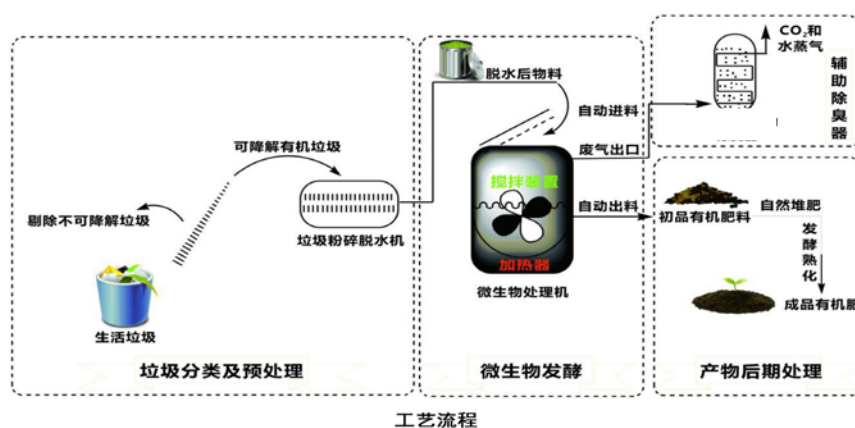 CO₂和
水蒸气
辅助除臭器
脱水后物料
自动进料
可降解有机垃圾
废气出口
搅拌装置
自动出料
剔除不可降解垃圾
垃圾粉碎脱水机
初品有机肥料
自然堆肥
发酵熟化
加热器
微生物处理机
生活垃圾
成品有机肥
垃圾分类及预处理
微生物发酵
产物后期处理
工艺流程